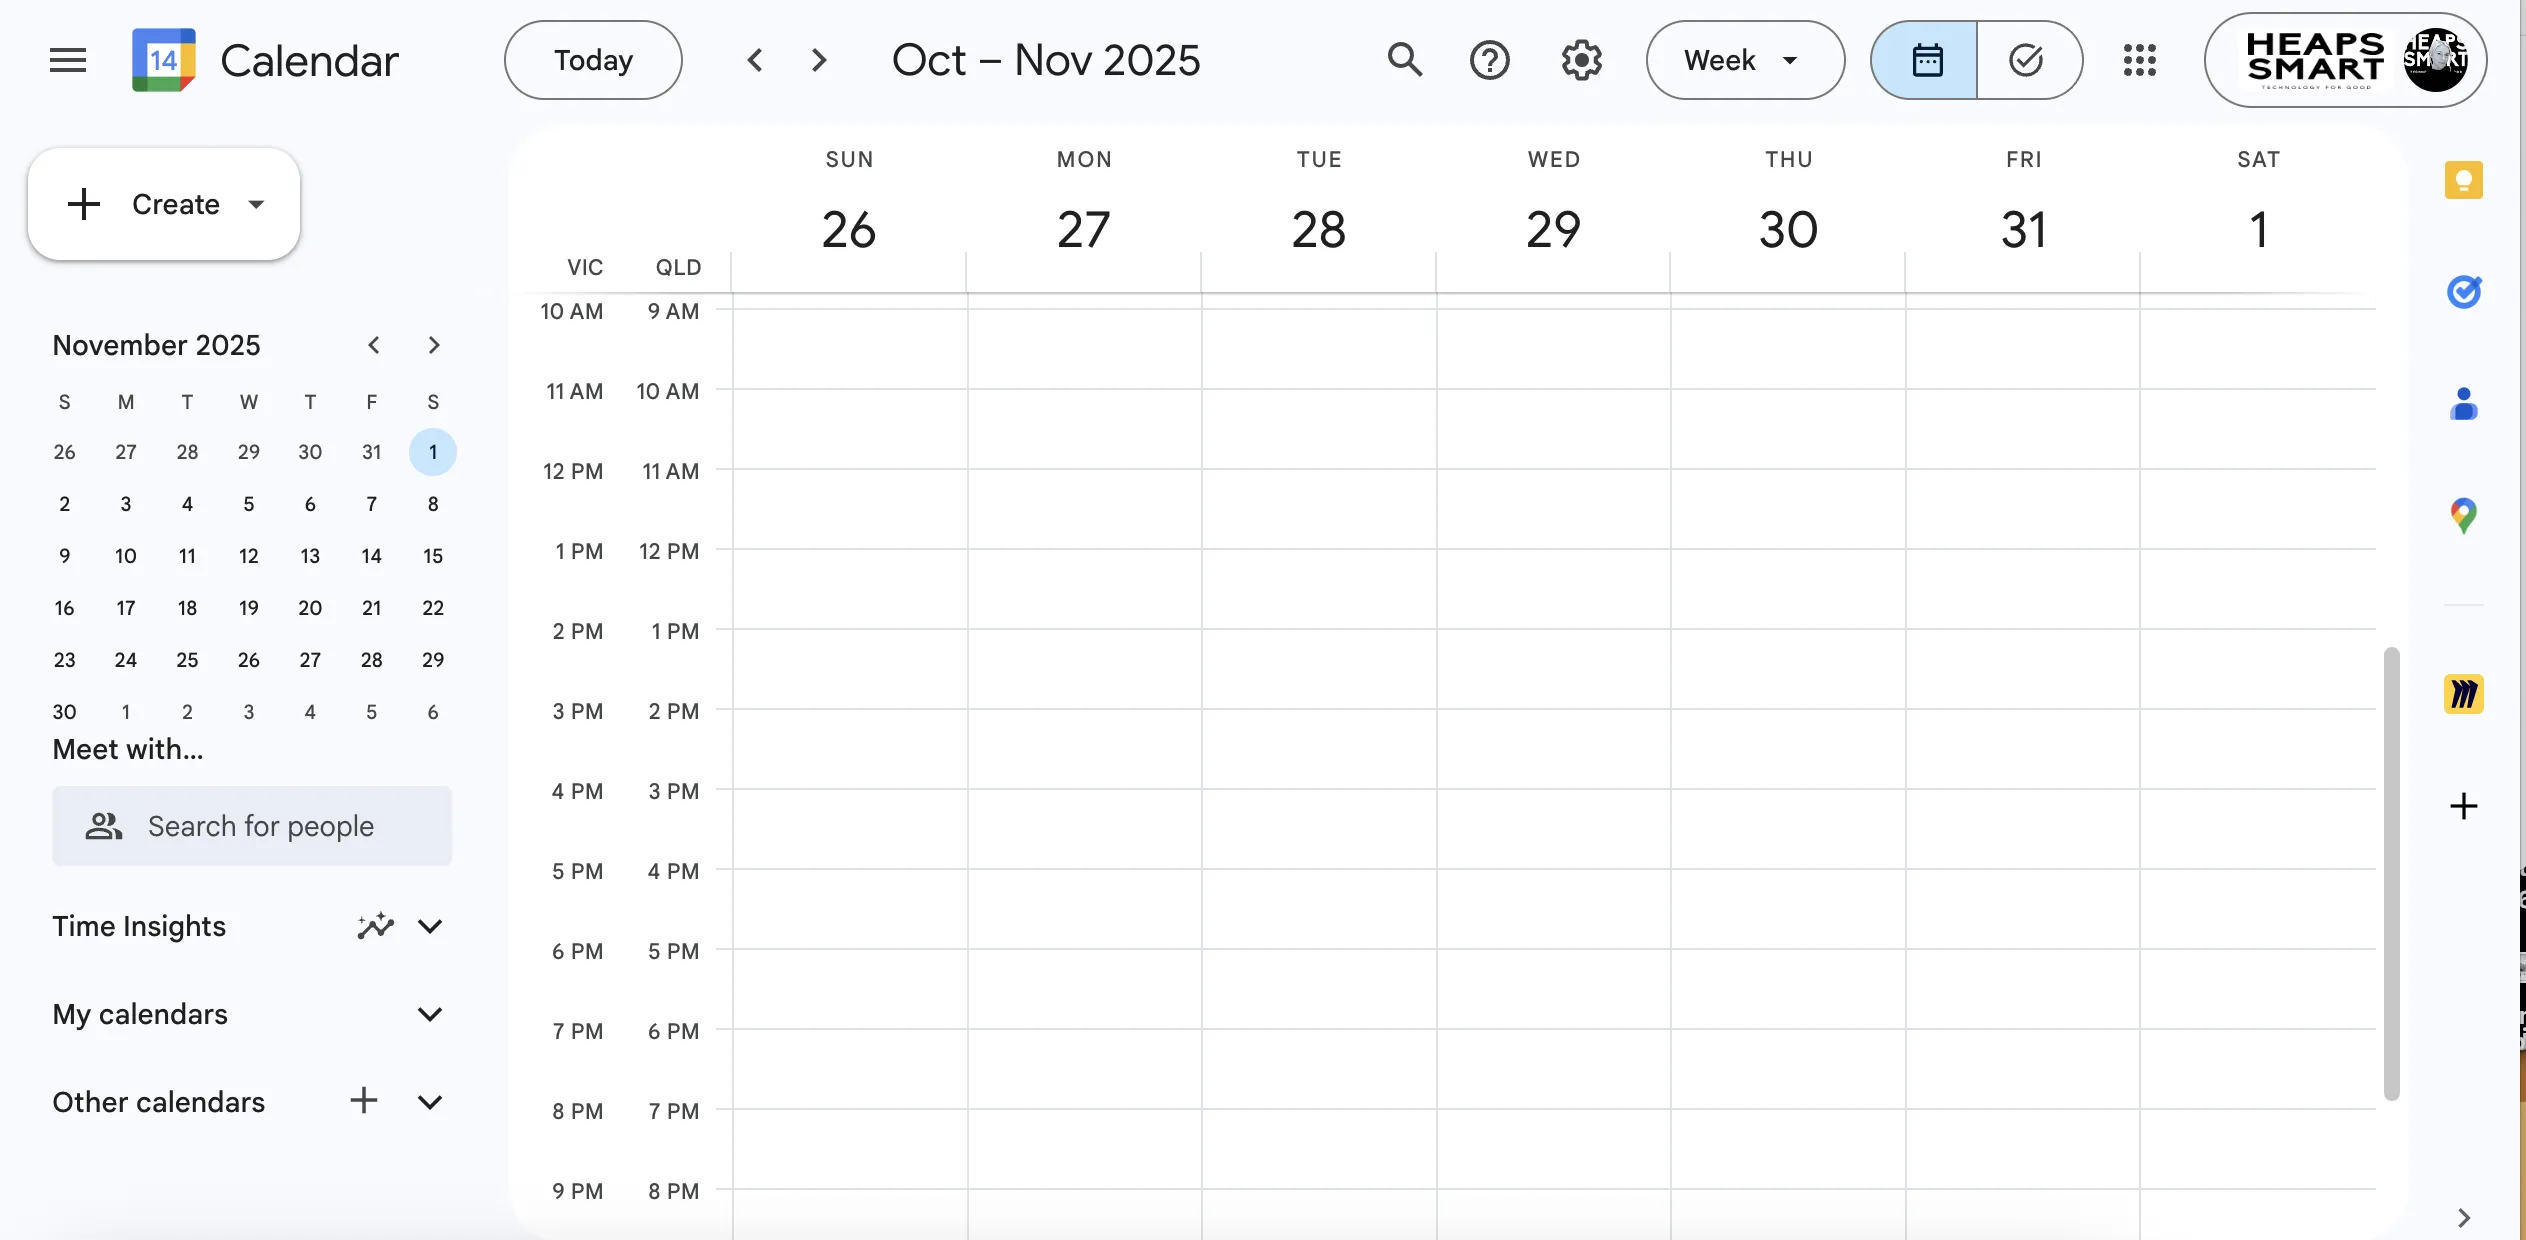 14 Calendar Today Oct – Nov 2025 Week HEAPS
SMART
TECHNOLOGY FOR GOOD
HEAPS
SMART
Create
SUN MON TUE WED THU FRI SAT
26 27 28 29 30 31 1
VIC QLD
November 2025
S M T W T F S
26 27 28 29 30 31 1
2 3 4 5 6 7 8
9 10 11 12 13 14 15
16 17 18 19 20 21 22
23 24 25 26 27 28 29
30 1 2 3 4 5 6
Meet with...
Search for people
Time Insights
My calendars
Other calendars
10 AM 9 AM
11 AM 10 AM
12 PM 11 AM
1 PM 12 PM
2 PM 1 PM
3 PM 2 PM
4 PM 3 PM
5 PM 4 PM
6 PM 5 PM
7 PM 6 PM
8 PM 7 PM
9 PM 8 PM